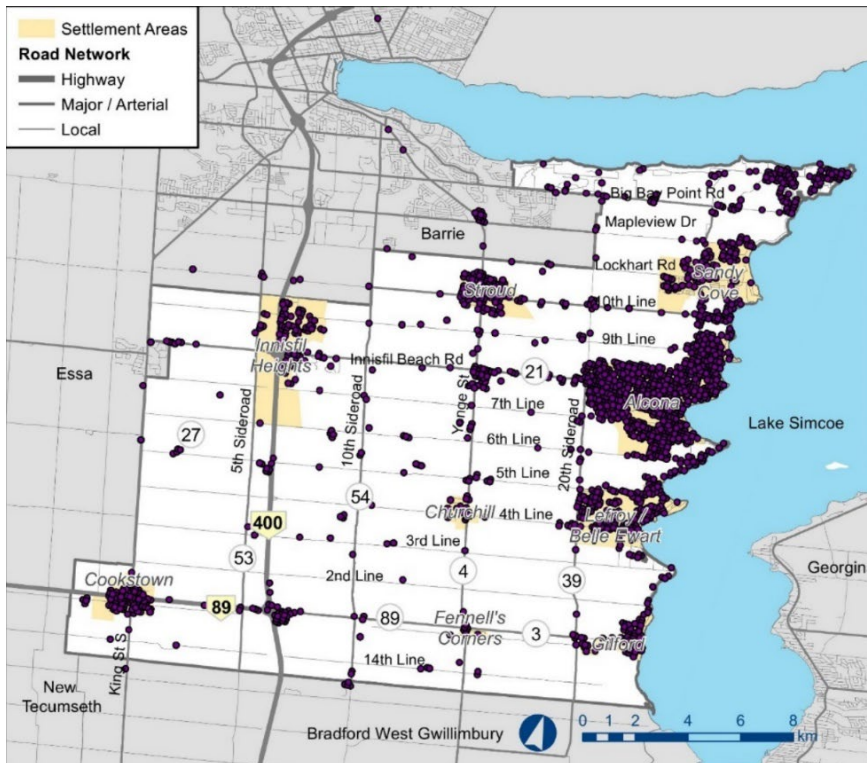 Settlement Areas
Road Network
Highway
Major / Arterial
Local
Big Bay Point Rd
Mapleview Dr
Barrie
Lockhart Rd
Sandy
Cove
Stroud
10th Line
9th Line
Innisfil
Heights
Innisfil Beach Rd
21
Essa
7th Line
Alcona
Lake Simcoe
5th Sideroad
10th Sideroad
Yonge St
20th Sideroad
6th Line
27
5th Line
54
Churchill
4th Line
Lefroy /
Belle Ewart
400
3rd Line
53
Georgin
2nd Line
4
39
Cookstown
89
89
Fennell's
Corners
3
Gilford
King St S
14th Line
New
Tecumseth
Bradford West Gwillimbury
0 2 4 6 8
km